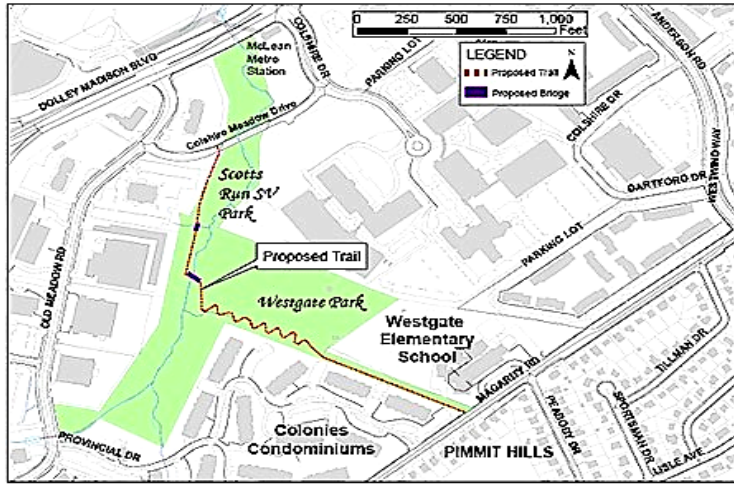 0 250 500 750 1,000
Feet
LEGEND
N
Proposed Trail
Proposed Bridge
McLean
Metro
Station
COLSHIRE DR
PARKING LOT
ANDERSON RD
DOLLEY MADISON BLVD
Colshire Meadow Drive
COLSHIRE DR
Scotts
Run SV
Park
DARTFORD DR
WESTWIND WAY
PARKING LOT
OLD MEADOW RD
Proposed Trail
Westgate Park
Westgate
Elementary
School
MAGARITY RD
TILLMAN DR
PEABODY DR
SPORTSMAN DR
LISLE AVE
PROVINCIAL DR
Colonies
Condominiums
PIMMIT HILLS